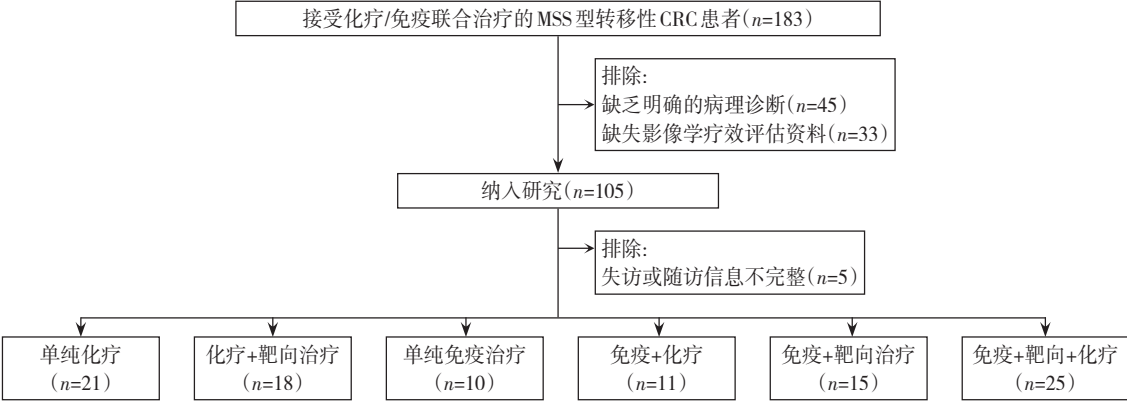 接受化疗/免疫联合治疗的MSS型转移性CRC患者(n=183)
排除:
缺乏明确的病理诊断(n=45)
缺失影像学疗效评估资料(n=33)
纳入研究(n=105)
排除:
失访或随访信息不完整(n=5)
单纯化疗
(n=21)
化疗+靶向治疗
(n=18)
单纯免疫治疗
(n=10)
免疫+化疗
(n=11)
免疫+靶向治疗
(n=15)
免疫+靶向+化疗
(n=25)